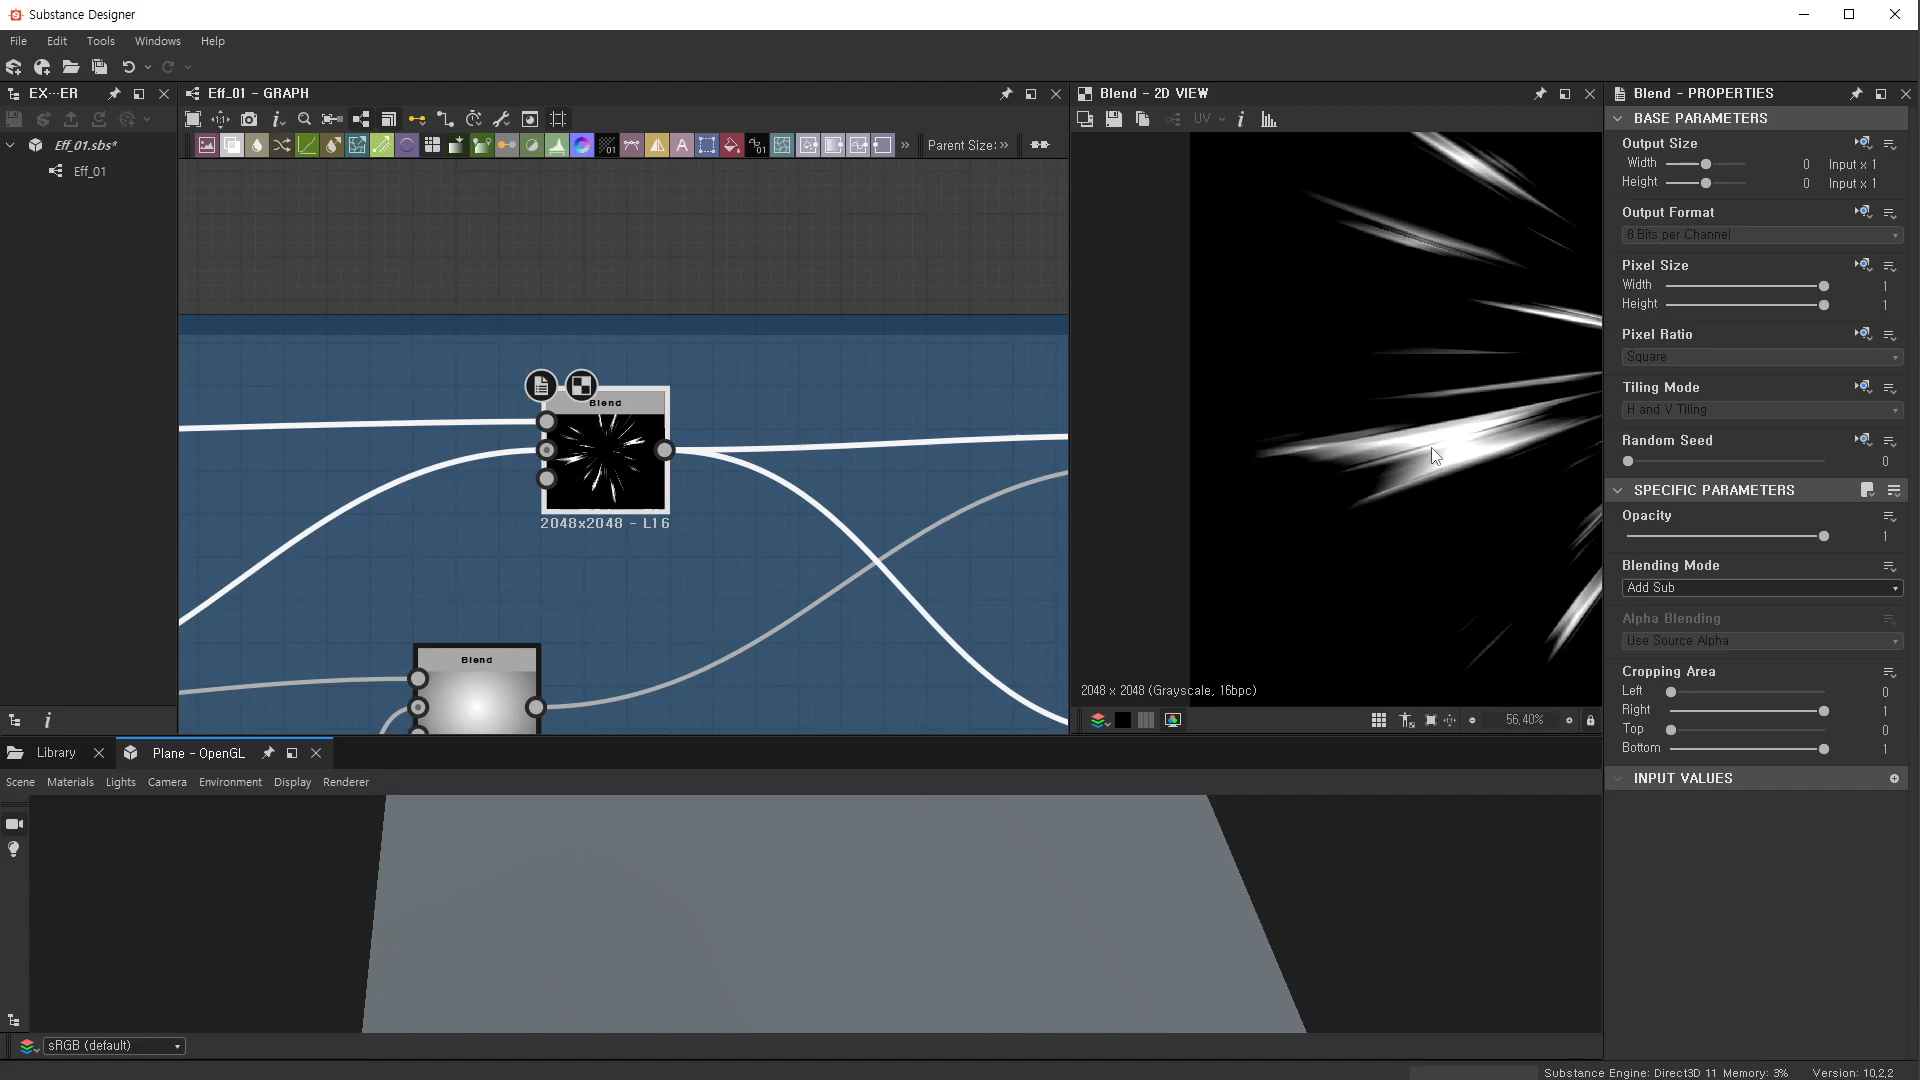 Substance Designer
File Edit Tools Windows Help
EX···ER
Eff_01 - GRAPH
Blend - 2D VIEW
Blend - PROPERTIES
Eff_01.sbs*
Eff_01
1:1
UV
01
A
01
Parent Size:
Blend
2048x2048 - L16
Blend
2048 x 2048 (Grayscale, 16bpc)
56,40%
BASE PARAMETERS
Output Size
Width 0 Input x 1
Height 0 Input x 1
Output Format
8 Bits per Channel
Pixel Size
Width 1
Height 1
Pixel Ratio
Square
Tiling Mode
H and V Tiling
Random Seed
0
SPECIFIC PARAMETERS
Opacity
1
Blending Mode
Add Sub
Alpha Blending
Use Source Alpha
Cropping Area
Left 0
Right 1
Top 0
Bottom 1
INPUT VALUES
Library
Plane - OpenGL
Scene Materials Lights Camera Environment Display Renderer
sRGB (default)
Substance Engine: Direct3D 11 Memory: 3% Version: 10,2,2